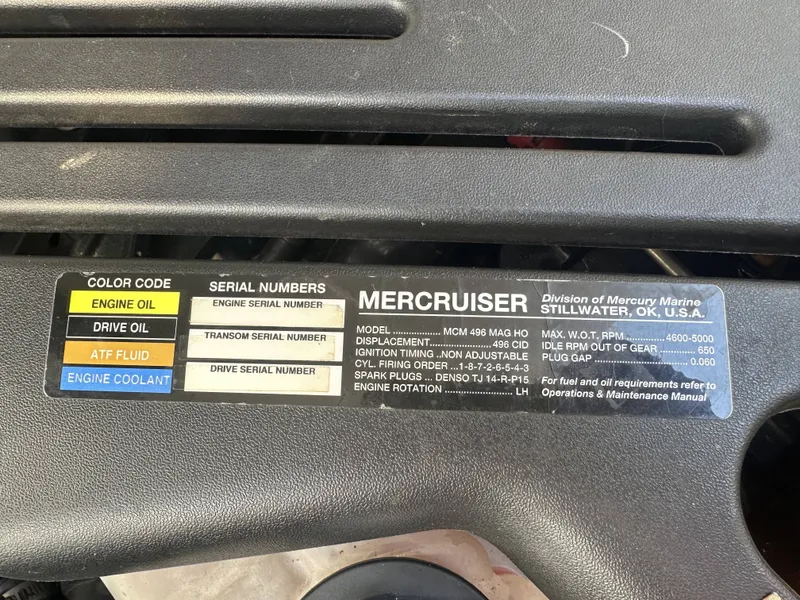 COLOR CODE
ENGINE OIL
DRIVE OIL
ATF FLUID
ENGINE COOLANT
SERIAL NUMBERS
ENGINE SERIAL NUMBER
TRANSOM SERIAL NUMBER
DRIVE SERIAL NUMBER
MERCRUISER
Division of Mercury Marine
STILLWATER, OK, U.S.A.
MODEL .................. MCM 496 MAG HO
DISPLACEMENT...................... 496 CID
IGNITION TIMING ..NON ADJUSTABLE
CYL. FIRING ORDER ...1-8-7-2-6-5-4-3
SPARK PLUGS ... DENSO TJ 14-R-P15
ENGINE ROTATION ........................ LH
MAX. W.O.T. RPM ..............4600-5000
IDLE RPM OUT OF GEAR ............... 650
PLUG GAP ................................... 0.060
For fuel and oil requirements refer to
Operations & Maintenance Manual